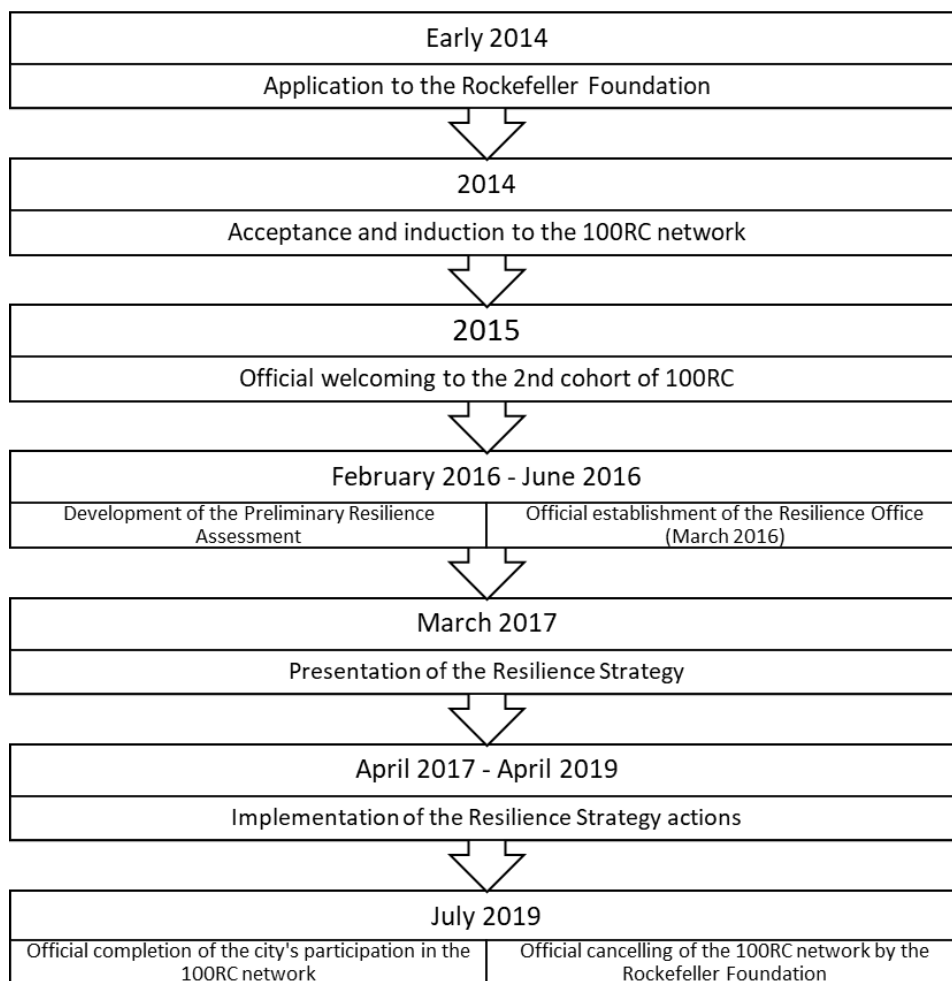 Early 2014
Application to the Rockefeller Foundation
2014
Acceptance and induction to the 100RC network
2015
Official welcoming to the 2nd cohort of 100RC
February 2016 - June 2016
Development of the Preliminary Resilience
Assessment
Official establishment of the Resilience Office
(March 2016)
March 2017
Presentation of the Resilience Strategy
April 2017 - April 2019
Implementation of the Resilience Strategy actions
July 2019
Official completion of the city's participation in the
100RC network
Official cancelling of the 100RC network by the
Rockefeller Foundation